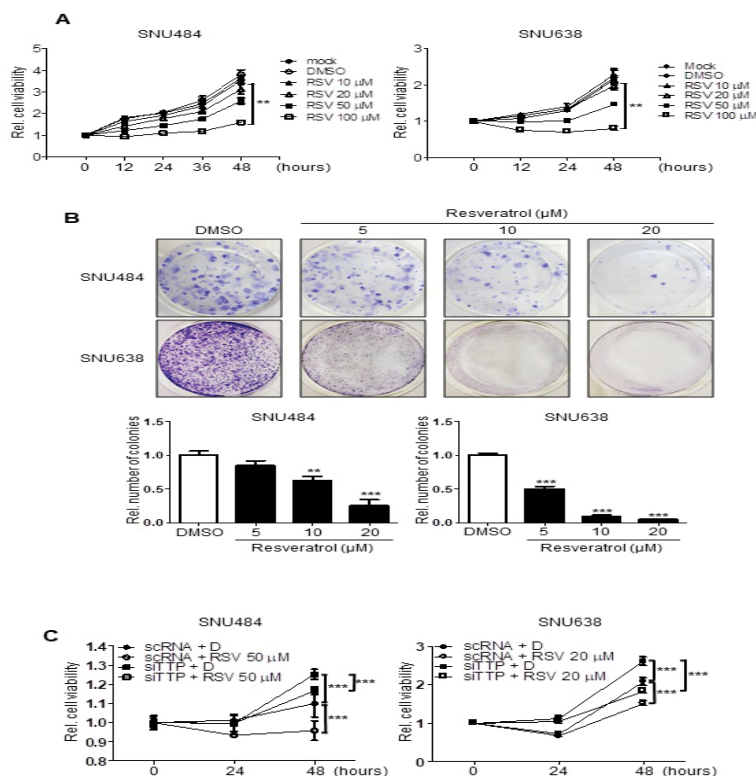 A
SNU484
Rel. cell viability
5
4
3
2
1
0
0 12 24 36 48 (hours)
mock
DMSO
RSV 10 μM
RSV 20 μM
RSV 50 μM
RSV 100 μM
**
SNU638
Rel. cell viability
3
2
1
0
0 12 24 48 (hours)
Mock
DMSO
RSV 10 μM
RSV 20 μM
RSV 50 μM
RSV 100 μM
**
B
Resveratrol (μM)
DMSO 5 10 20
SNU484
SNU638
SNU484
Rel. number of colonies
1.5
1.0
0.5
0.0
** ***
DMSO 5 10 20
Resveratrol (μM)
SNU638
Rel. number of colonies
1.5
1.0
0.5
0.0
*** *** ***
DMSO 5 10 20
Resveratrol (μM)
C
SNU484
Rel. cell viability
1.4
1.3
1.2
1.1
1.0
0.9
0.8
scRNA + D
scRNA + RSV 50 μM
siTTP + D
siTTP + RSV 50 μM
*** *** ***
0 24 48 (hours)
SNU638
Rel. cell viability
3
2
1
0
scRNA + D
scRNA + RSV 20 μM
siTTP + D
siTTP + RSV 20 μM
*** *** ***
0 24 48 (hours)